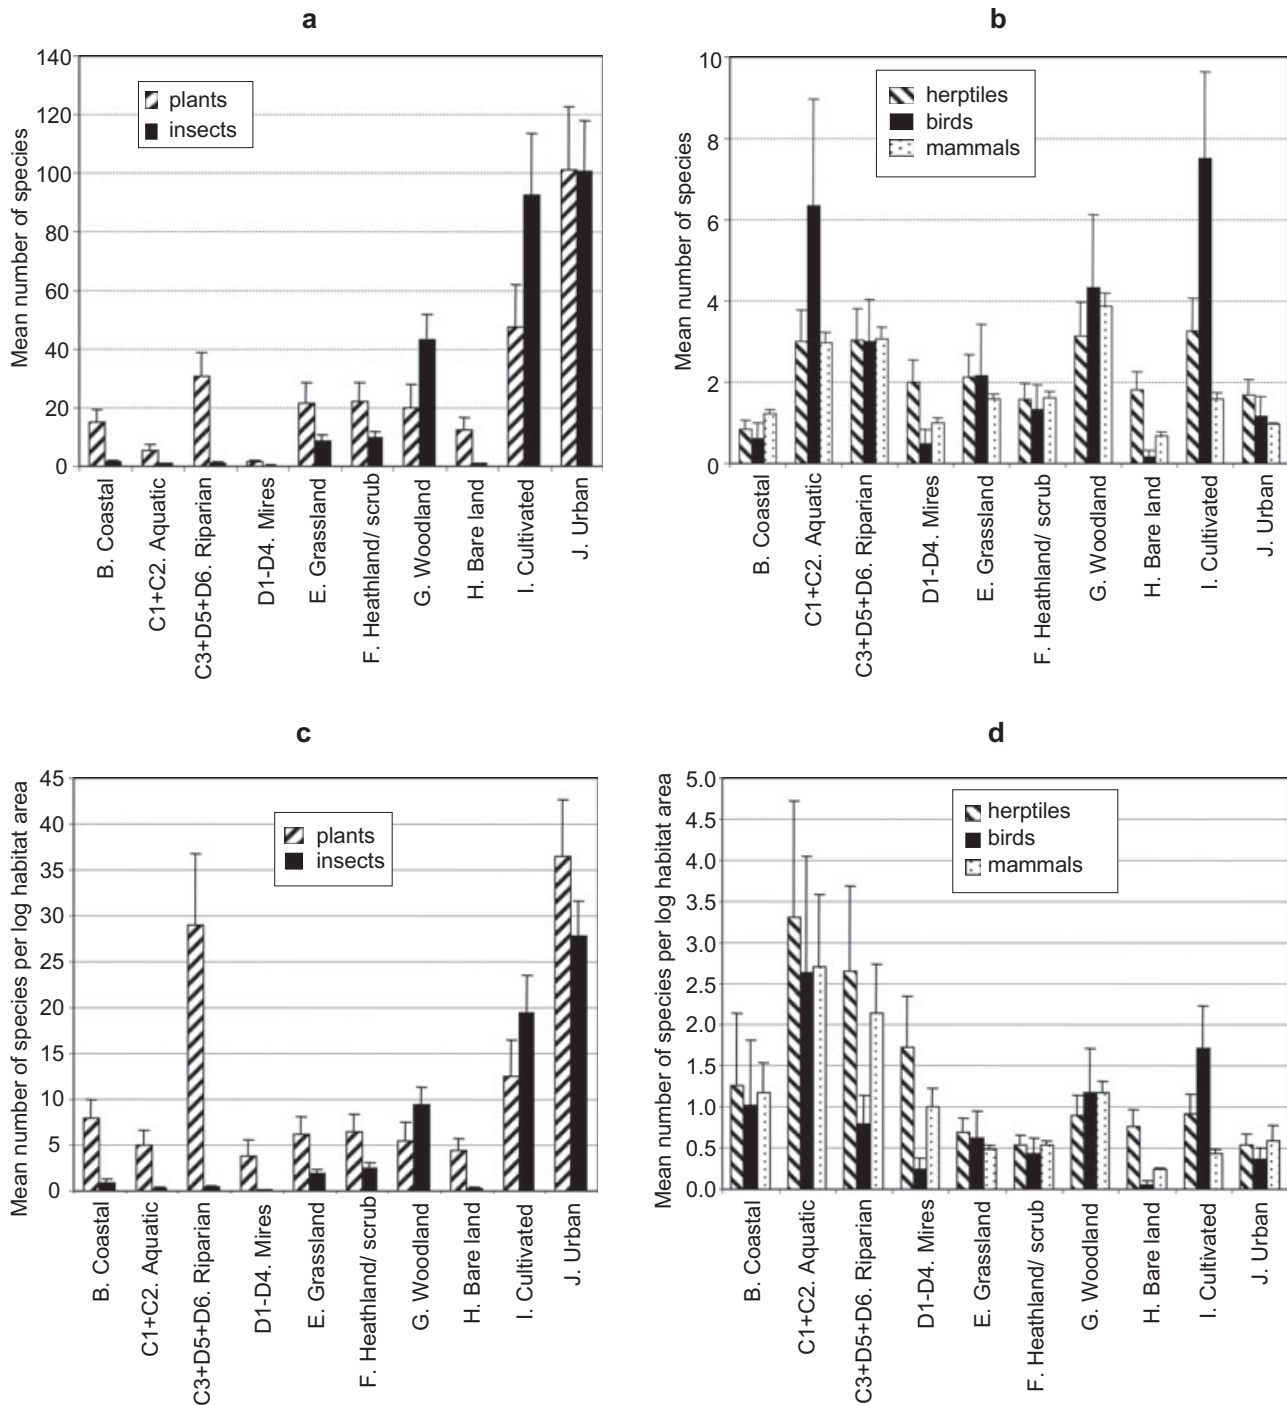 a
Mean number of species
140
120
100
80
60
40
20
0
plants
insects
B. Coastal
C1+C2. Aquatic
C3+D5+D6. Riparian
D1-D4. Mires
E. Grassland
F. Heathland/ scrub
G. Woodland
H. Bare land
I. Cultivated
J. Urban
b
Mean number of species
10
8
6
4
2
0
herptiles
birds
mammals
B. Coastal
C1+C2. Aquatic
C3+D5+D6. Riparian
D1-D4. Mires
E. Grassland
F. Heathland/ scrub
G. Woodland
H. Bare land
I. Cultivated
J. Urban
c
Mean number of species per log habitat area
45
40
35
30
25
20
15
10
5
0
plants
insects
B. Coastal
C1+C2. Aquatic
C3+D5+D6. Riparian
D1-D4. Mires
E. Grassland
F. Heathland/ scrub
G. Woodland
H. Bare land
I. Cultivated
J. Urban
d
Mean number of species per log habitat area
5.0
4.5
4.0
3.5
3.0
2.5
2.0
1.5
1.0
0.5
0.0
herptiles
birds
mammals
B. Coastal
C1+C2. Aquatic
C3+D5+D6. Riparian
D1-D4. Mires
E. Grassland
F. Heathland/ scrub
G. Woodland
H. Bare land
I. Cultivated
J. Urban